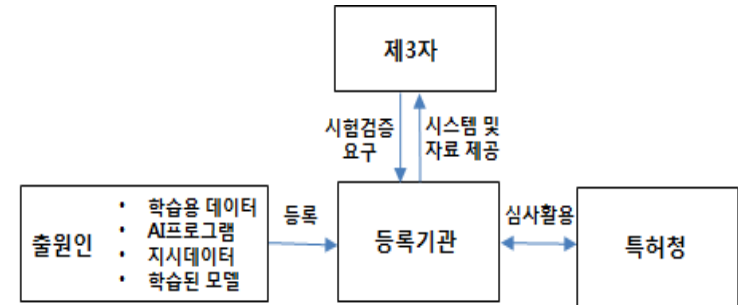 제3자
시험검증
요구
시스템 및
자료 제공
출원인
• 학습용 데이터
• AI프로그램
• 지시데이터
• 학습된 모델
등록
등록기관
심사활용
특허청